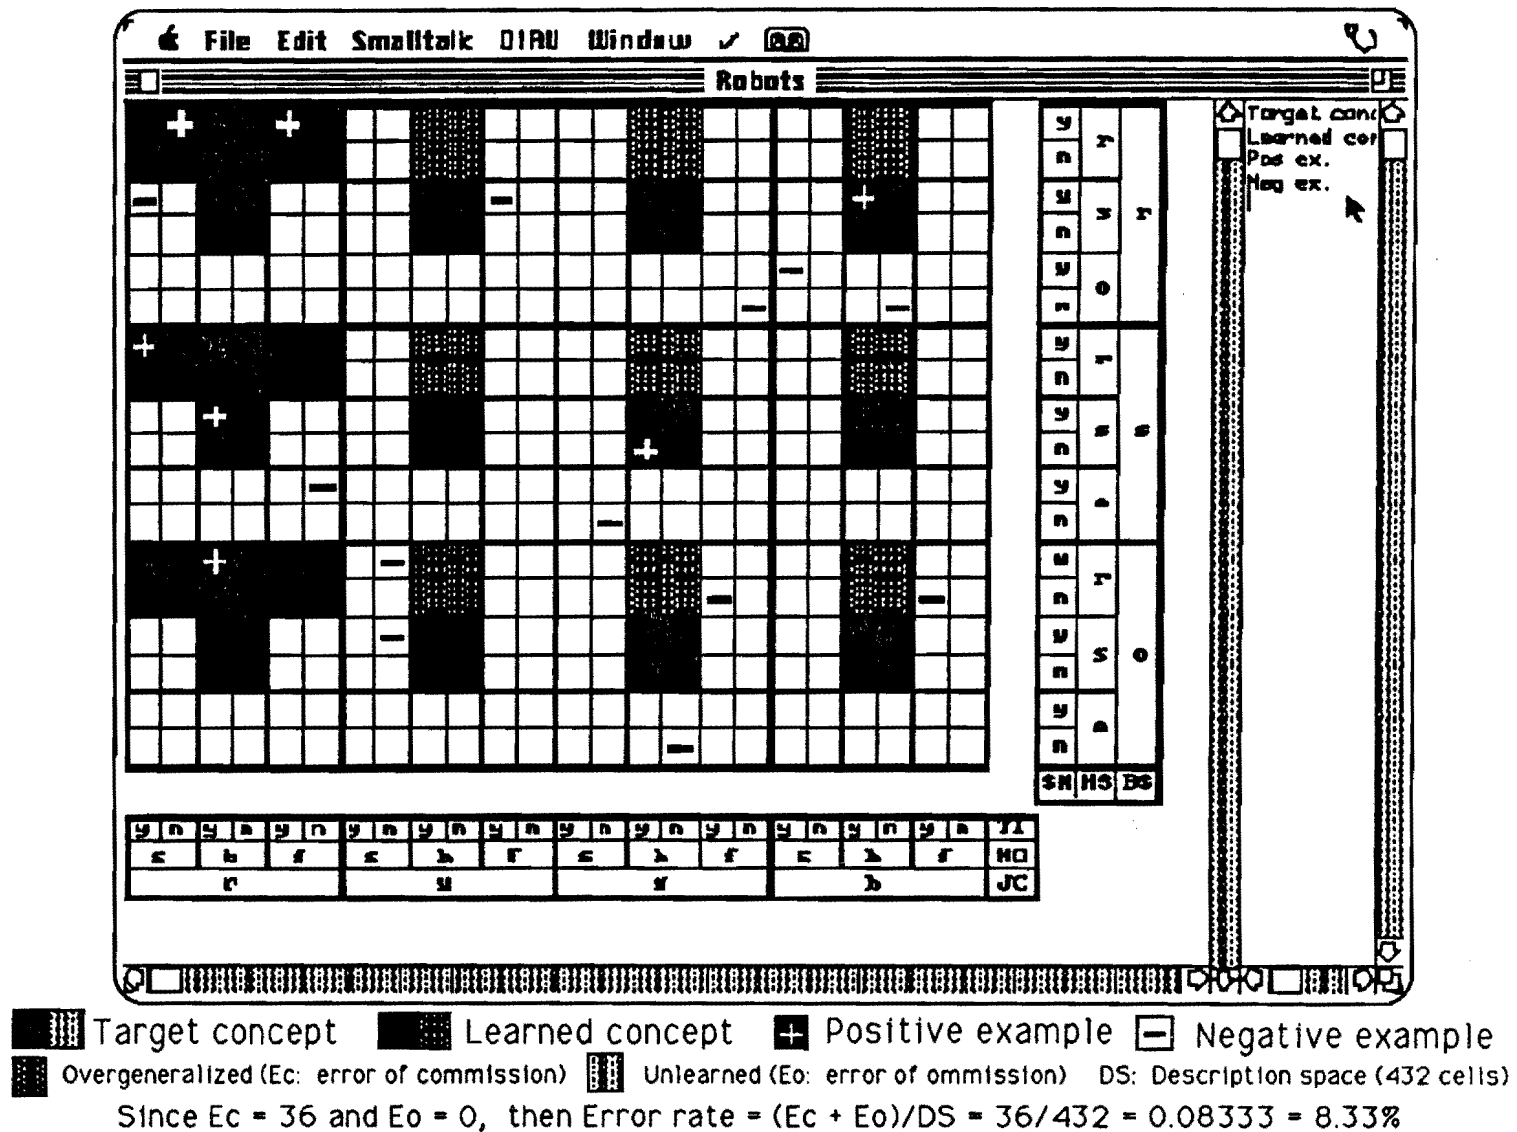 File Edit Smalltalk DIAV Window
Robots
Target conc
Learned cor
Pos ex.
Neg ex.
y
n
y
n
y
n
y
n
y
n
y
n
y
n
y
n
y
n
r
s
o
r
s
r
S
r
s
o
SM HS BS
y n y n y n y n y n y n y n y n y n y n y n y n TI
b f b b f b f HO
r y b JC
Target concept Learned concept Positive example Negative example
Overgeneralized (Ec: error of commission) Unlearned (Eo: error of ommission) DS: Description space (432 cells)
Since Ec = 36 and Eo = 0, then Error rate = (Ec + Eo)/DS = 36/432 = 0.08333 = 8.33%